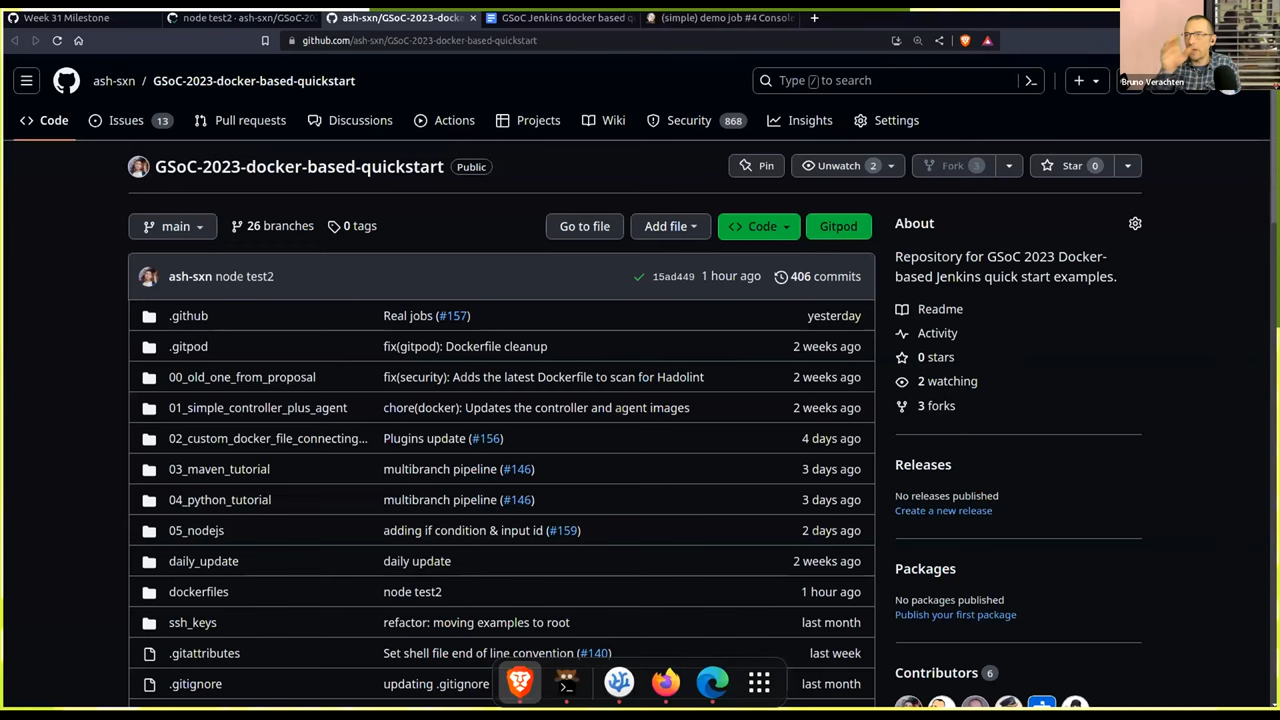 Week 31 Milestone
node test2 · ash-sxn/GSoC-20
ash-sxn/GSoC-2023-docke
GSoC Jenkins docker based q
(simple) demo job #4 Console
github.com/ash-sxn/GSoC-2023-docker-based-quickstart
Bruno Verachten
ash-sxn / GSoC-2023-docker-based-quickstart
Type / to search
Code
Issues 13
Pull requests
Discussions
Actions
Projects
Wiki
Security 868
Insights
Settings
GSoC-2023-docker-based-quickstart Public
Pin
Unwatch 2
Fork 3
Star 0
main
26 branches
0 tags
Go to file
Add file
Code
Gitpod
ash-sxn node test2 15ad449 1 hour ago 406 commits
.github Real jobs (#157) yesterday
.gitpod fix(gitpod): Dockerfile cleanup 2 weeks ago
00_old_one_from_proposal fix(security): Adds the latest Dockerfile to scan for Hadolint 2 weeks ago
01_simple_controller_plus_agent chore(docker): Updates the controller and agent images 2 weeks ago
02_custom_docker_file_connecting... Plugins update (#156) 4 days ago
03_maven_tutorial multibranch pipeline (#146) 3 days ago
04_python_tutorial multibranch pipeline (#146) 3 days ago
05_nodejs adding if condition & input id (#159) 2 days ago
daily_update daily update 2 weeks ago
dockerfiles node test2 1 hour ago
ssh_keys refactor: moving examples to root last month
.gitattributes Set shell file end of line convention (#140) last week
.gitignore updating .gitignore last month
About
Repository for GSoC 2023 Docker-
based Jenkins quick start examples.
Readme
Activity
0 stars
2 watching
3 forks
Releases
No releases published
Create a new release
Packages
No packages published
Publish your first package
Contributors 6